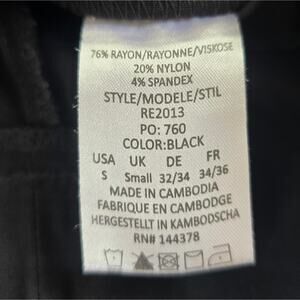 76% RAYON/RAYONNE/VISKOSE
20% NYLON
4% SPANDEX
STYLE/MODELE/STIL
RE2013
PO: 760
COLOR:BLACK
USA UK DE FR
S Small 32/34 34/36
MADE IN CAMBODIA
FABRIQUE EN CAMBODGE
HERGESTELLT IN KAMBODSCHA
RN# 144378